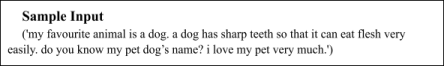 Sample Input
('my favourite animal is a dog. a dog has sharp teeth so that it can eat flesh very
easily. do you know my pet dog’s name? i love my pet very much.')